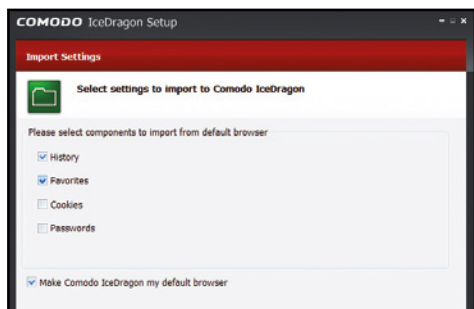 COMODO IceDragon Setup
Import Settings
Select settings to import to Comodo IceDragon
Please select components to import from default browser
History
Favorites
Cookies
Passwords
Make Comodo IceDragon my default browser